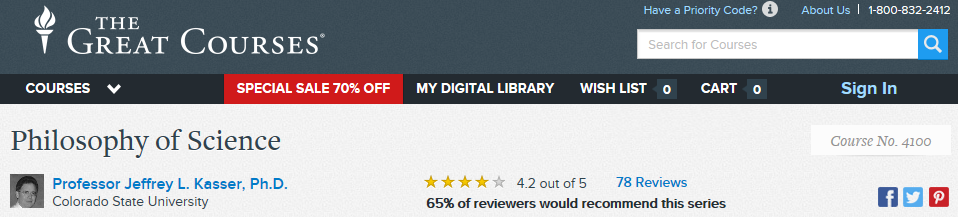 Have a Priority Code? i About Us | 1-800-832-2412
THE
GREAT COURSES®
Search for Courses
COURSES SPECIAL SALE 70% OFF MY DIGITAL LIBRARY WISH LIST 0 CART 0 Sign In
Philosophy of Science
Course No. 4100
Professor Jeffrey L. Kasser, Ph.D.
Colorado State University
4.2 out of 5 78 Reviews
65% of reviewers would recommend this series